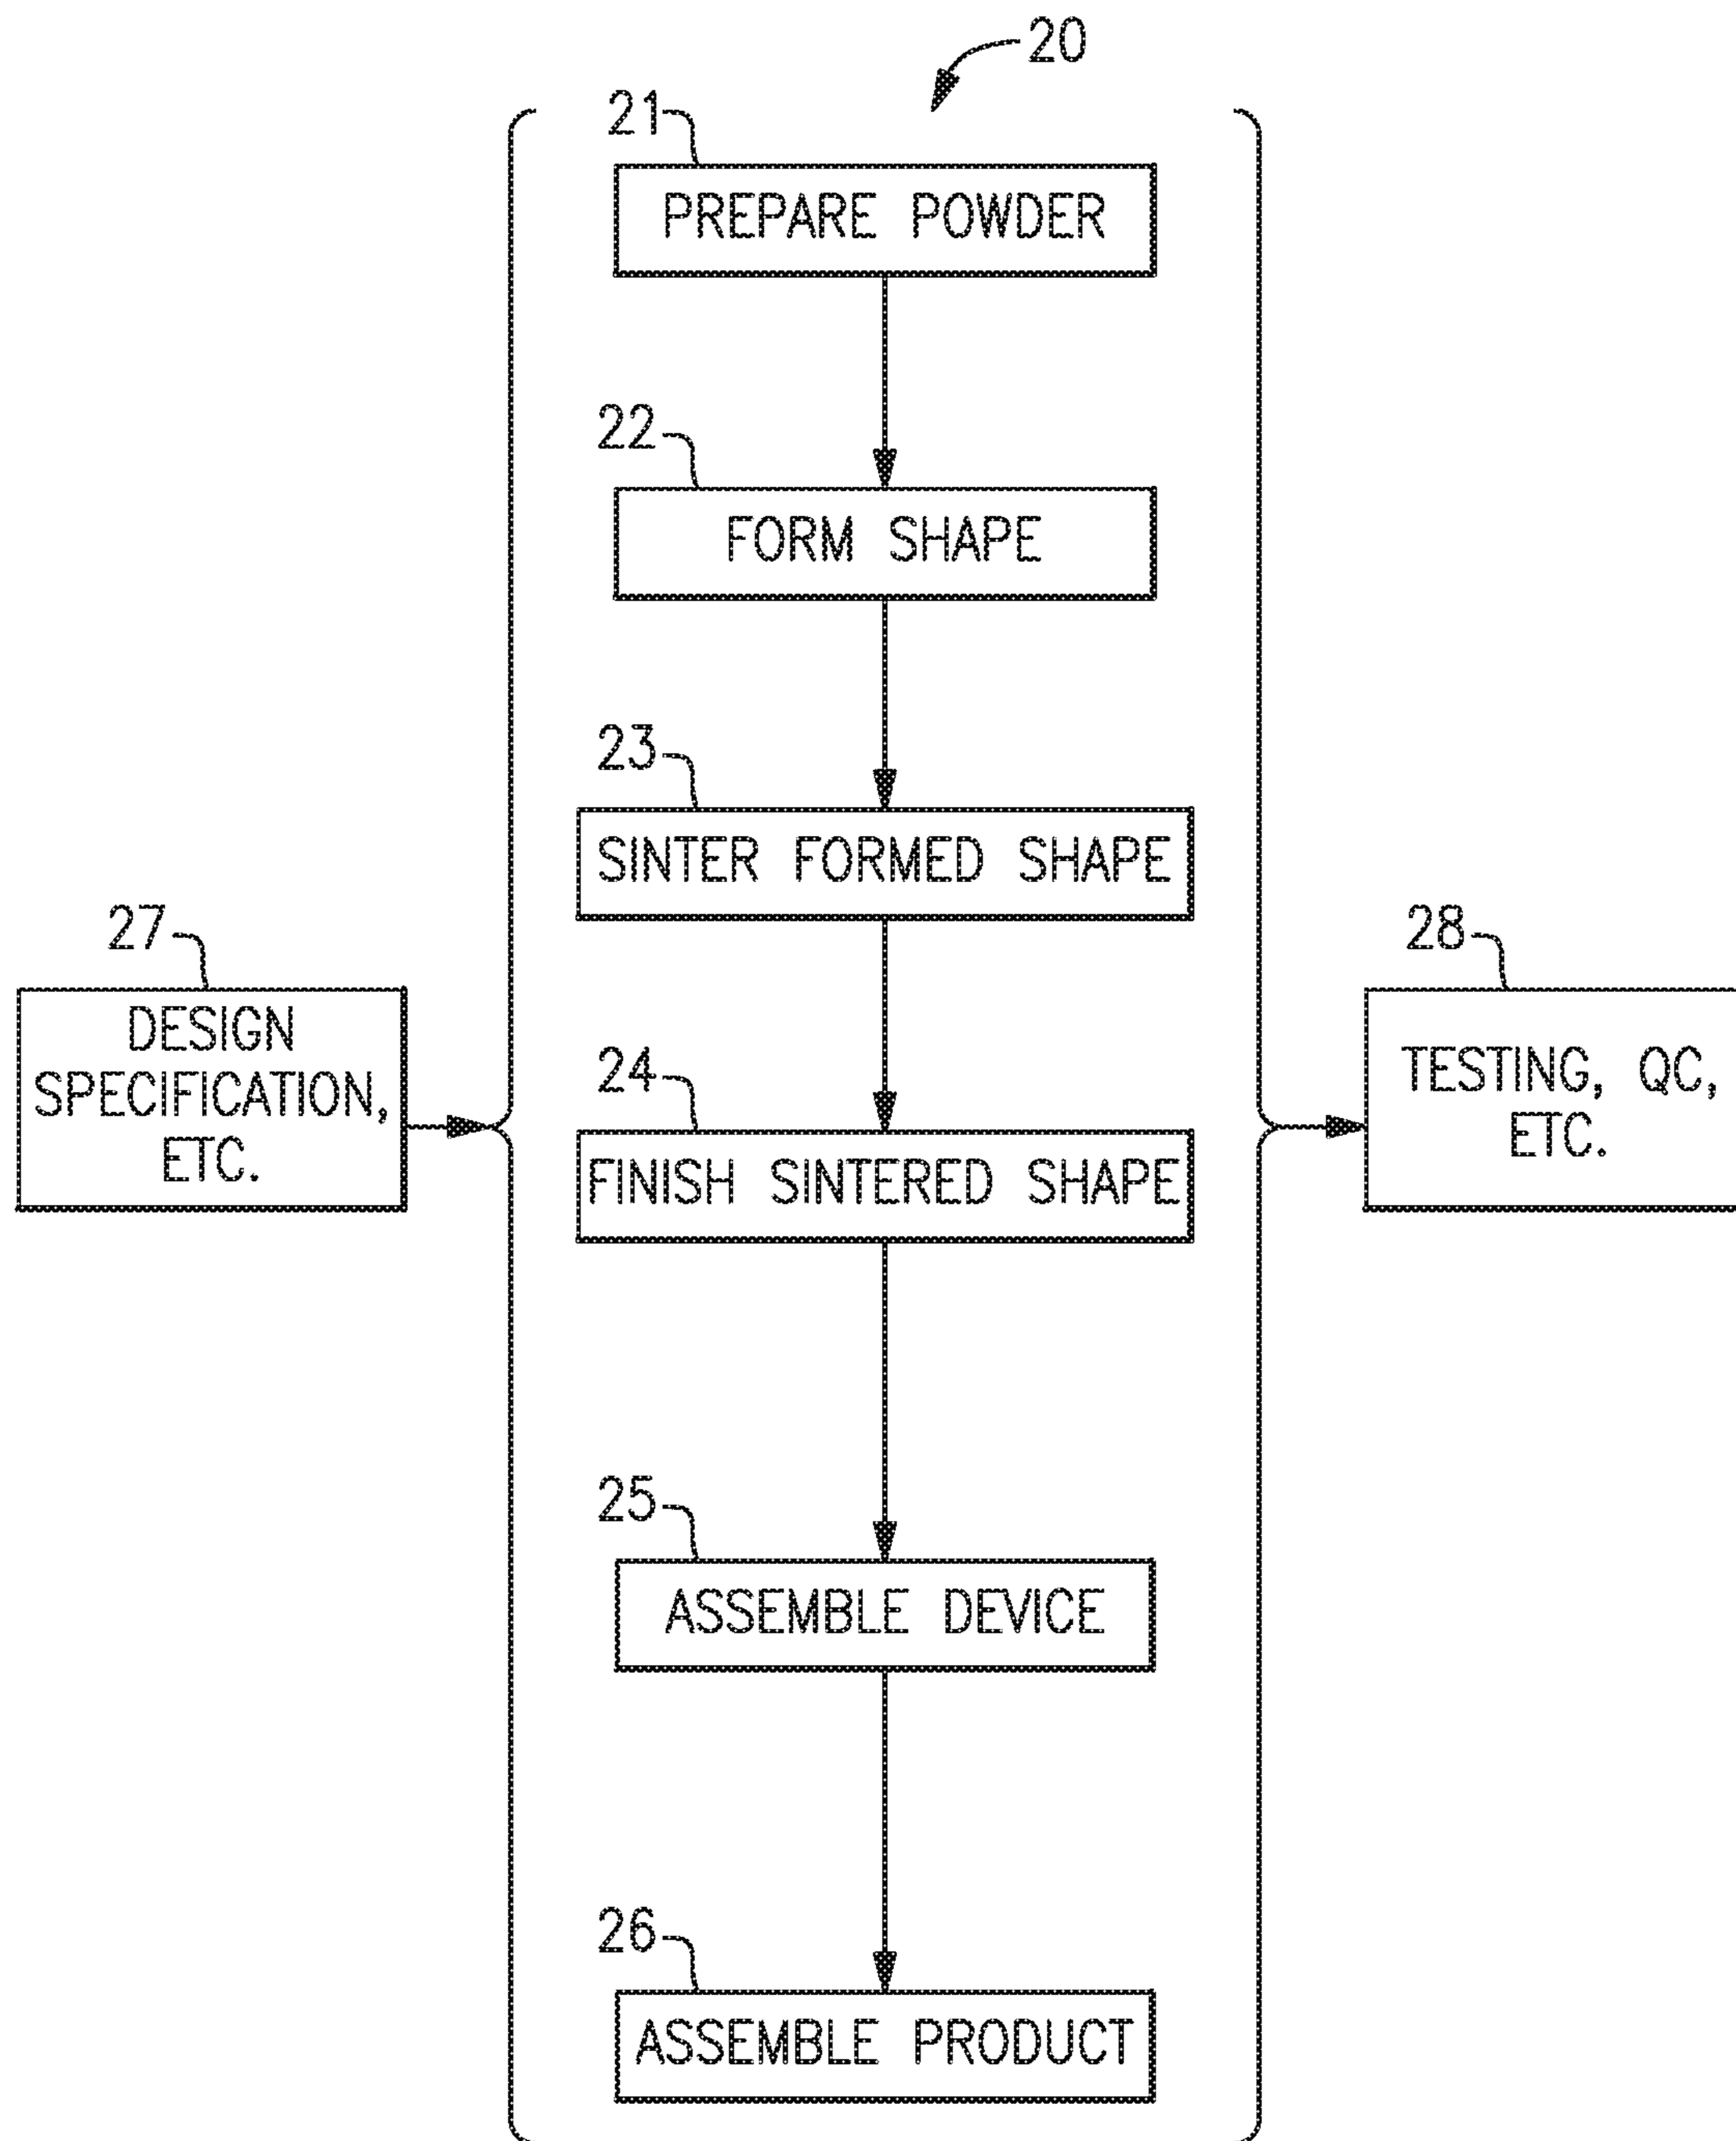 20
21
PREPARE POWDER
22
FORM SHAPE
23
SINTER FORMED SHAPE
27
DESIGN
SPECIFICATION,
ETC.
28
TESTING, QC,
ETC.
24
FINISH SINTERED SHAPE
25
ASSEMBLE DEVICE
26
ASSEMBLE PRODUCT